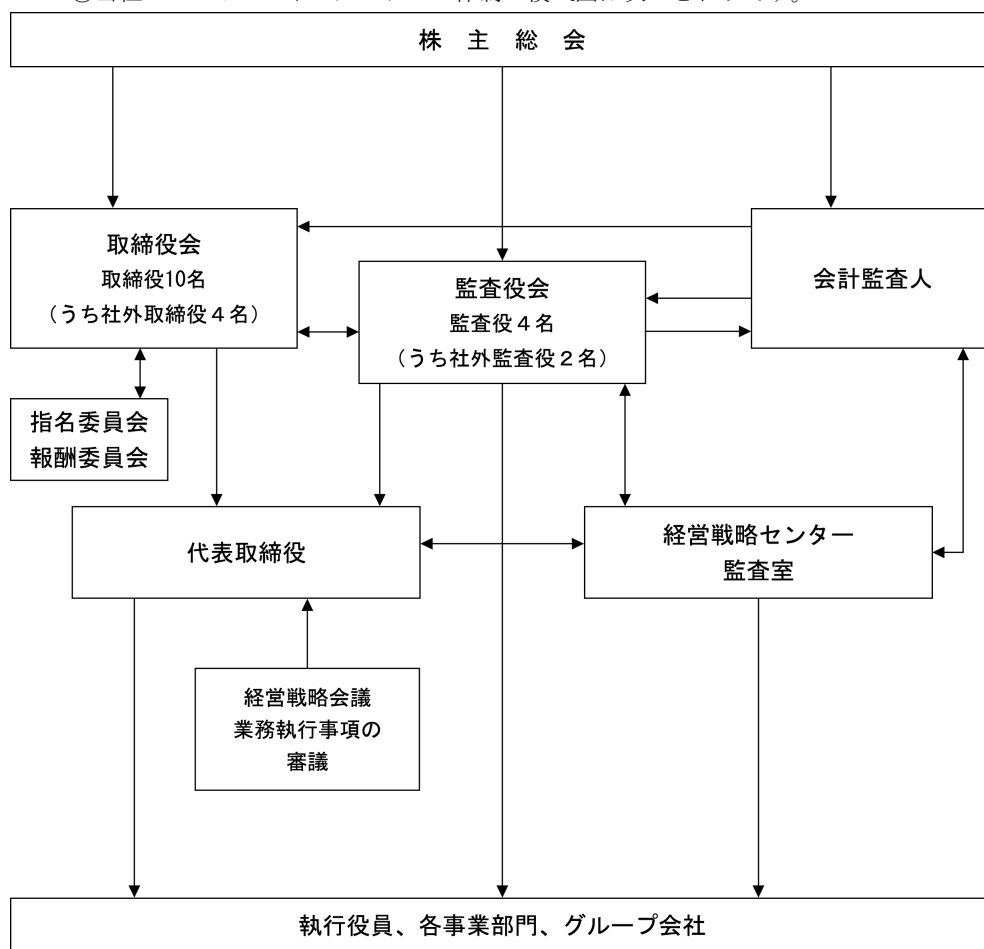 株 主 総 会
取締役会
取締役10名
（うち社外取締役４名）
監査役会
監査役４名
（うち社外監査役２名）
会計監査人
指名委員会
報酬委員会
代表取締役
経営戦略センター
監査室
経営戦略会議
業務執行事項の
審議
執行役員、各事業部門、グループ会社